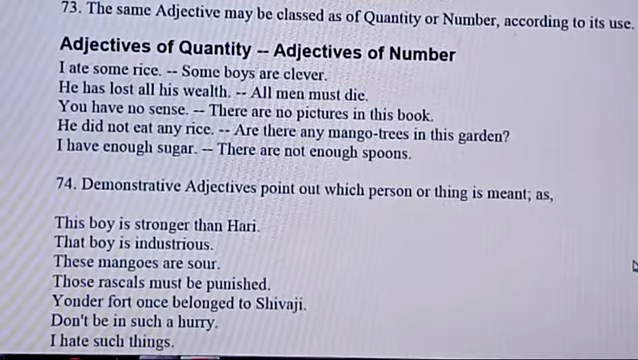 73. The same Adjective may be classed as of Quantity or Number, according to its use.
Adjectives of Quantity -- Adjectives of Number
I ate some rice. -- Some boys are clever.
He has lost all his wealth. -- All men must die.
You have no sense. -- There are no pictures in this book.
He did not eat any rice. -- Are there any mango-trees in this garden?
I have enough sugar. -- There are not enough spoons.
74. Demonstrative Adjectives point out which person or thing is meant; as,
This boy is stronger than Hari.
That boy is industrious.
These mangoes are sour.
Those rascals must be punished.
Yonder fort once belonged to Shivaji.
Don't be in such a hurry.
I hate such things.